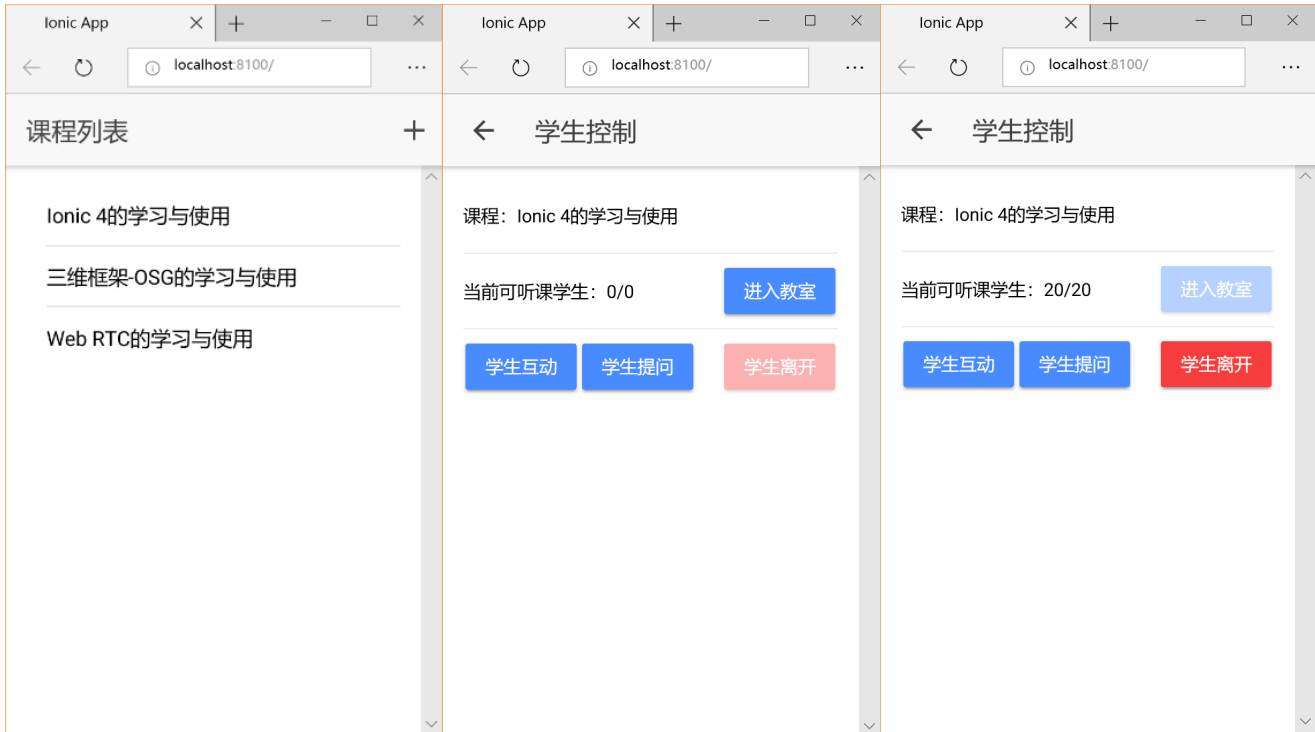 Ionic App
localhost:8100/
课程列表
Ionic 4的学习与使用
三维框架-OSG的学习与使用
Web RTC的学习与使用
Ionic App
localhost:8100/
学生控制
课程：Ionic 4的学习与使用
当前可听课学生：0/0
进入教室
学生互动 学生提问 学生离开
Ionic App
localhost:8100/
学生控制
课程：Ionic 4的学习与使用
当前可听课学生：20/20
进入教室
学生互动 学生提问 学生离开